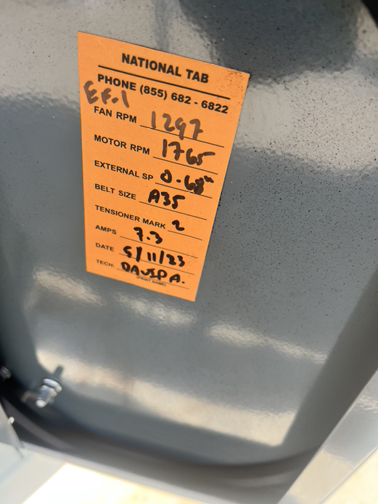 NATIONAL TAB
PHONE (855) 682 - 6822
EF.1
FAN RPM 1297
MOTOR RPM 1765
EXTERNAL SP 0.68"
BELT SIZE A35
TENSIONER MARK 2
AMPS 7.3
DATE 5/11/23
TECH: DAVID A.